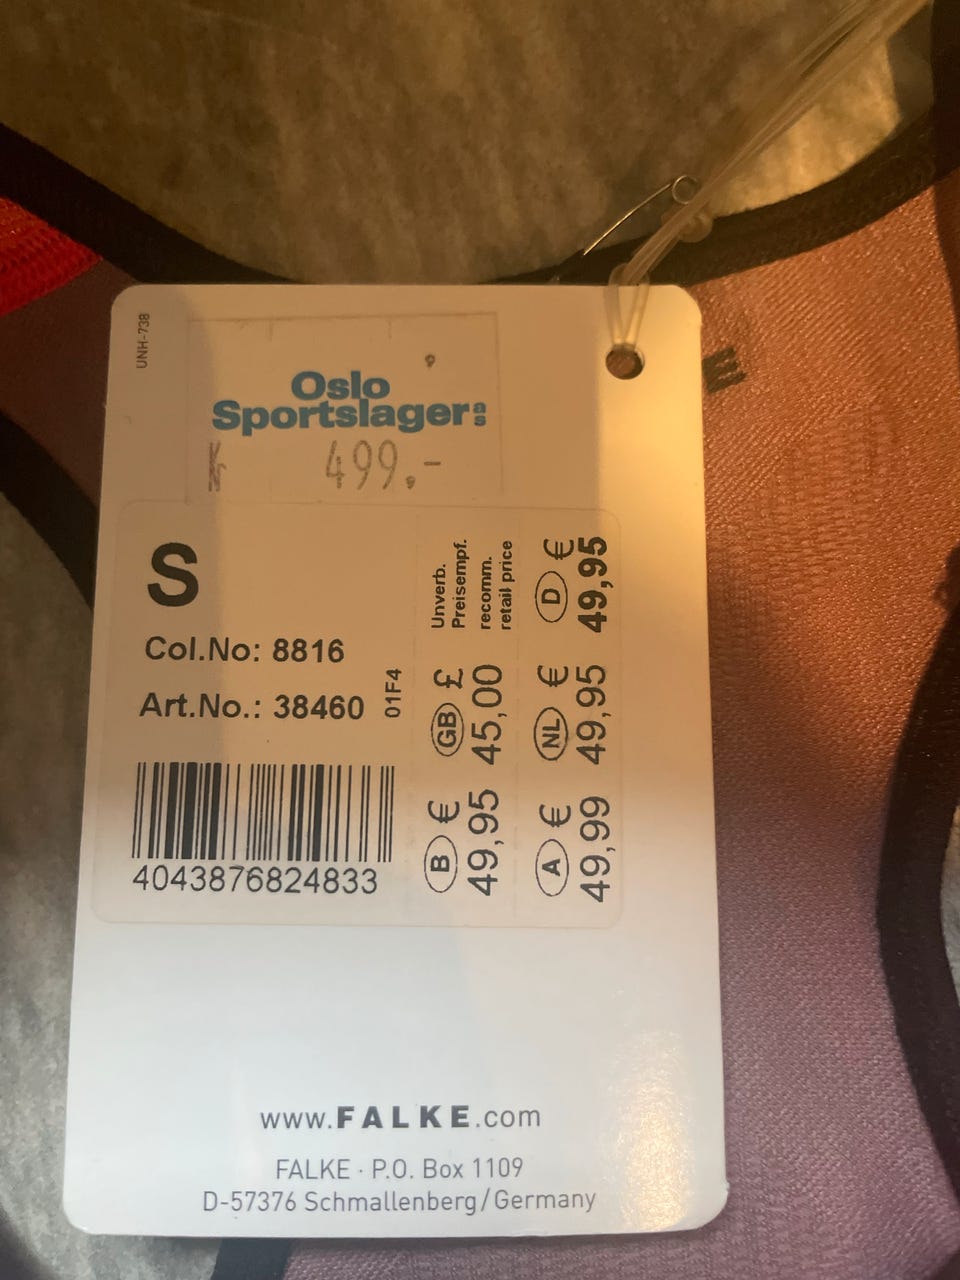 UNH-738
Oslo
Sportslager as
Kr 499.-
S
Col.No: 8816
Art.No.: 38460
01F4
4043876824833
Unverb.
Preisempf.
recomm.
retail price
GB £
45,00
B €
49,95
D €
49,95
NL €
49,95
A €
49,99
www.FALKE.com
FALKE · P.O. Box 1109
D-57376 Schmallenberg/Germany